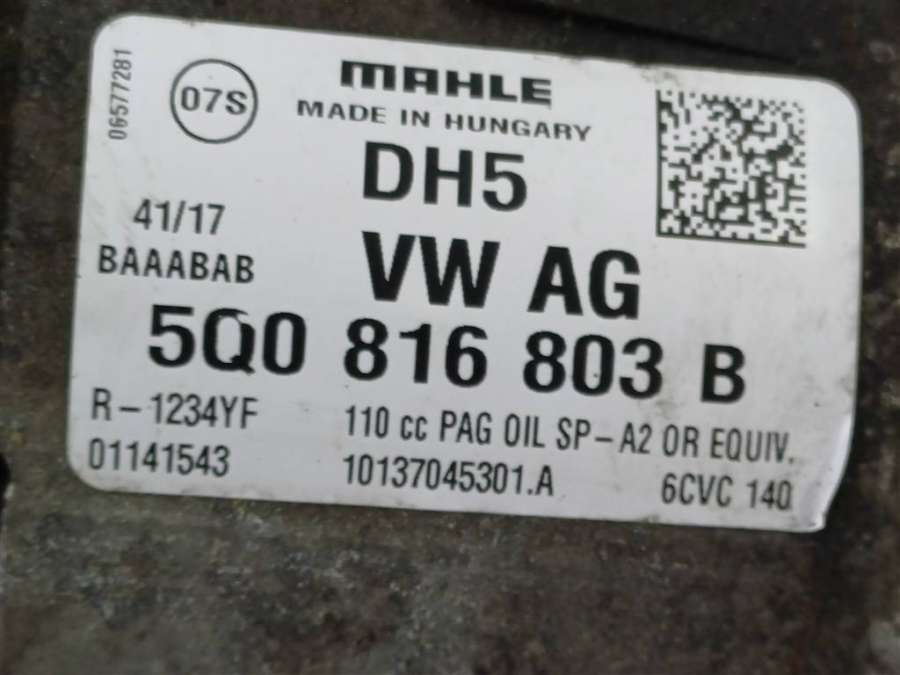 06577281
07S
MAHLE
MADE IN HUNGARY
DH5
41/17
VW AG
BAAABAB
5Q0 816 803 B
R-1234YF
110 cc PAG OIL SP-A2 OR EQUIV.
01141543
10137045301.A
6CVC 140